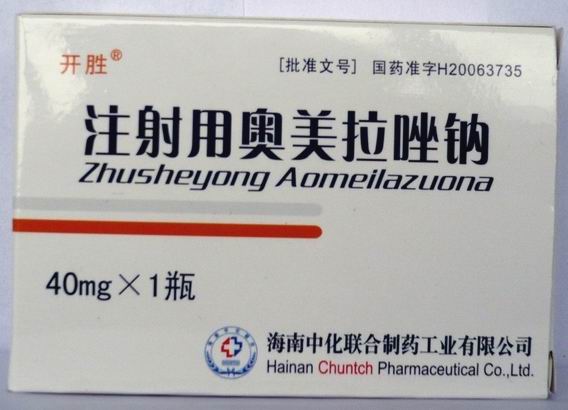 开胜®
[批准文号] 国药准字H20063735
注射用奥美拉唑钠
Zhusheyong Aomeilazuona
40mg×1瓶
海南中化联合制药工业有限公司
Hainan Chuntch Pharmaceutical Co.,Ltd.